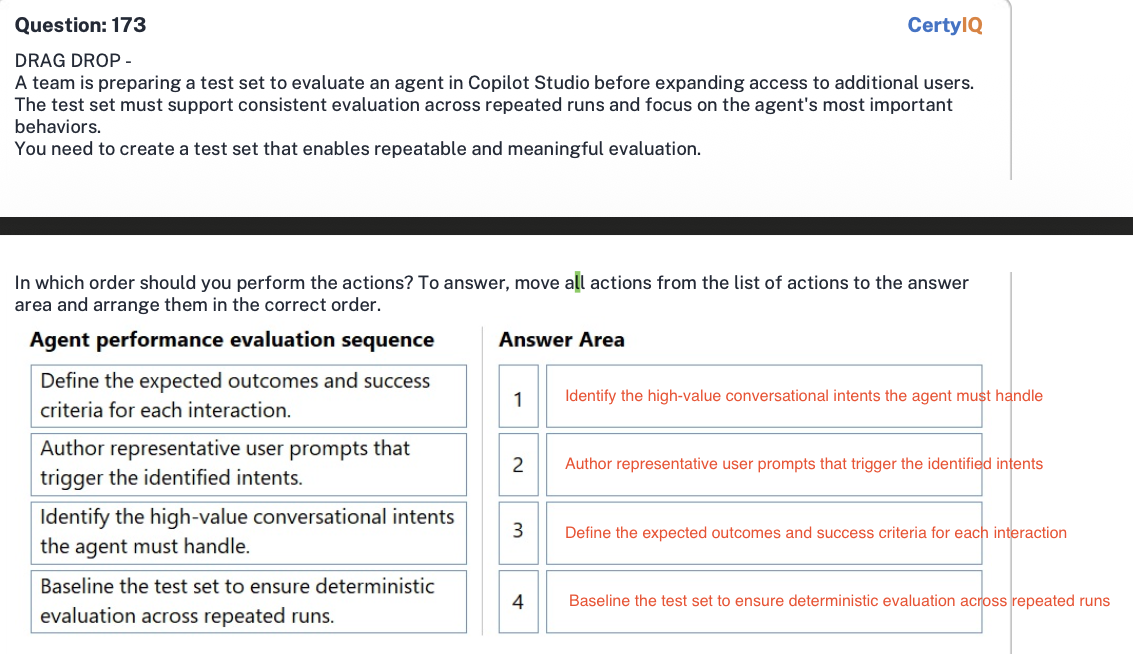 Question: 173
CertyIQ
DRAG DROP -
A team is preparing a test set to evaluate an agent in Copilot Studio before expanding access to additional users.
The test set must support consistent evaluation across repeated runs and focus on the agent's most important
behaviors.
You need to create a test set that enables repeatable and meaningful evaluation.
In which order should you perform the actions? To answer, move all actions from the list of actions to the answer
area and arrange them in the correct order.
Agent performance evaluation sequence
Define the expected outcomes and success
criteria for each interaction.
Author representative user prompts that
trigger the identified intents.
Identify the high-value conversational intents
the agent must handle.
Baseline the test set to ensure deterministic
evaluation across repeated runs.
Answer Area
1 Identify the high-value conversational intents the agent must handle
2 Author representative user prompts that trigger the identified intents
3 Define the expected outcomes and success criteria for each interaction
4 Baseline the test set to ensure deterministic evaluation across repeated runs